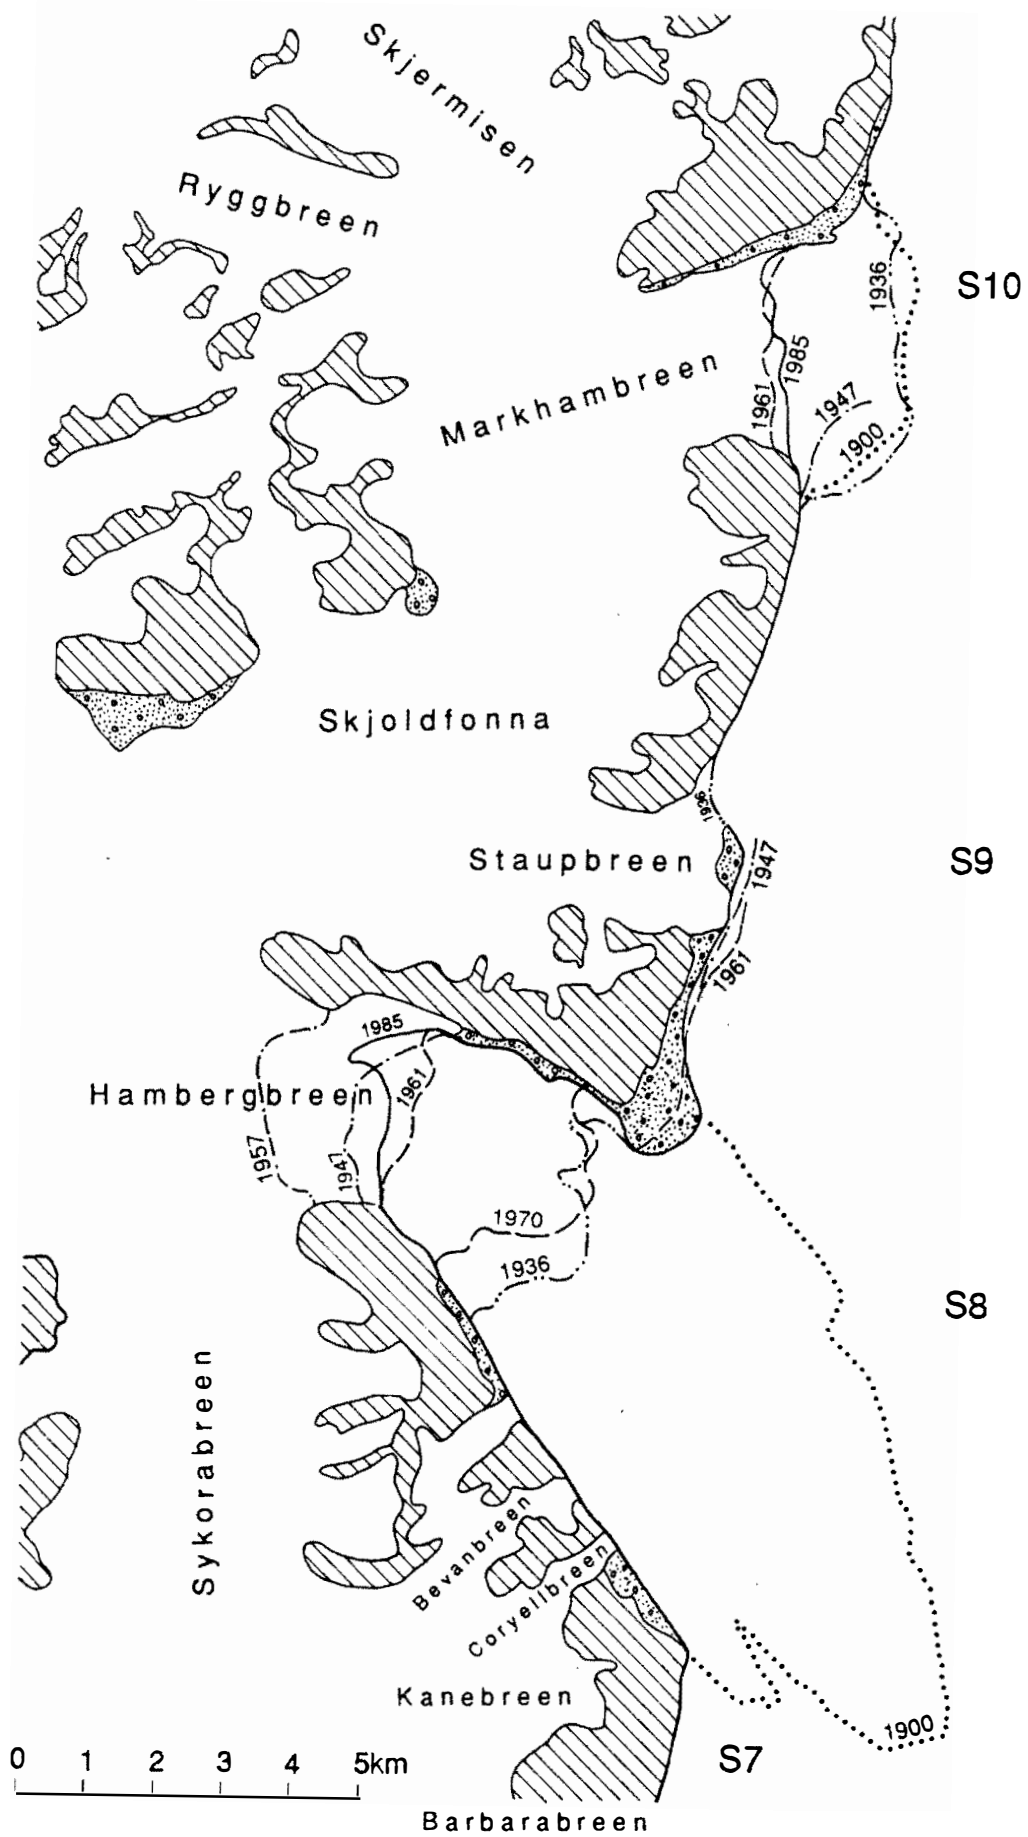 Skjermisen
Ryggbreen
1936
S10
Markhambreen
1985
1961
1947
1900
Skjoldfonna
1936
Staupbreen
1947
S9
1961
1985
Hambergbreen
1961
1957
1947
1970
1936
S8
Sykorabreen
Bevanbreen
Coryellbreen
Kanebreen
1900
S7
0 1 2 3 4 5km
Barbarabreen